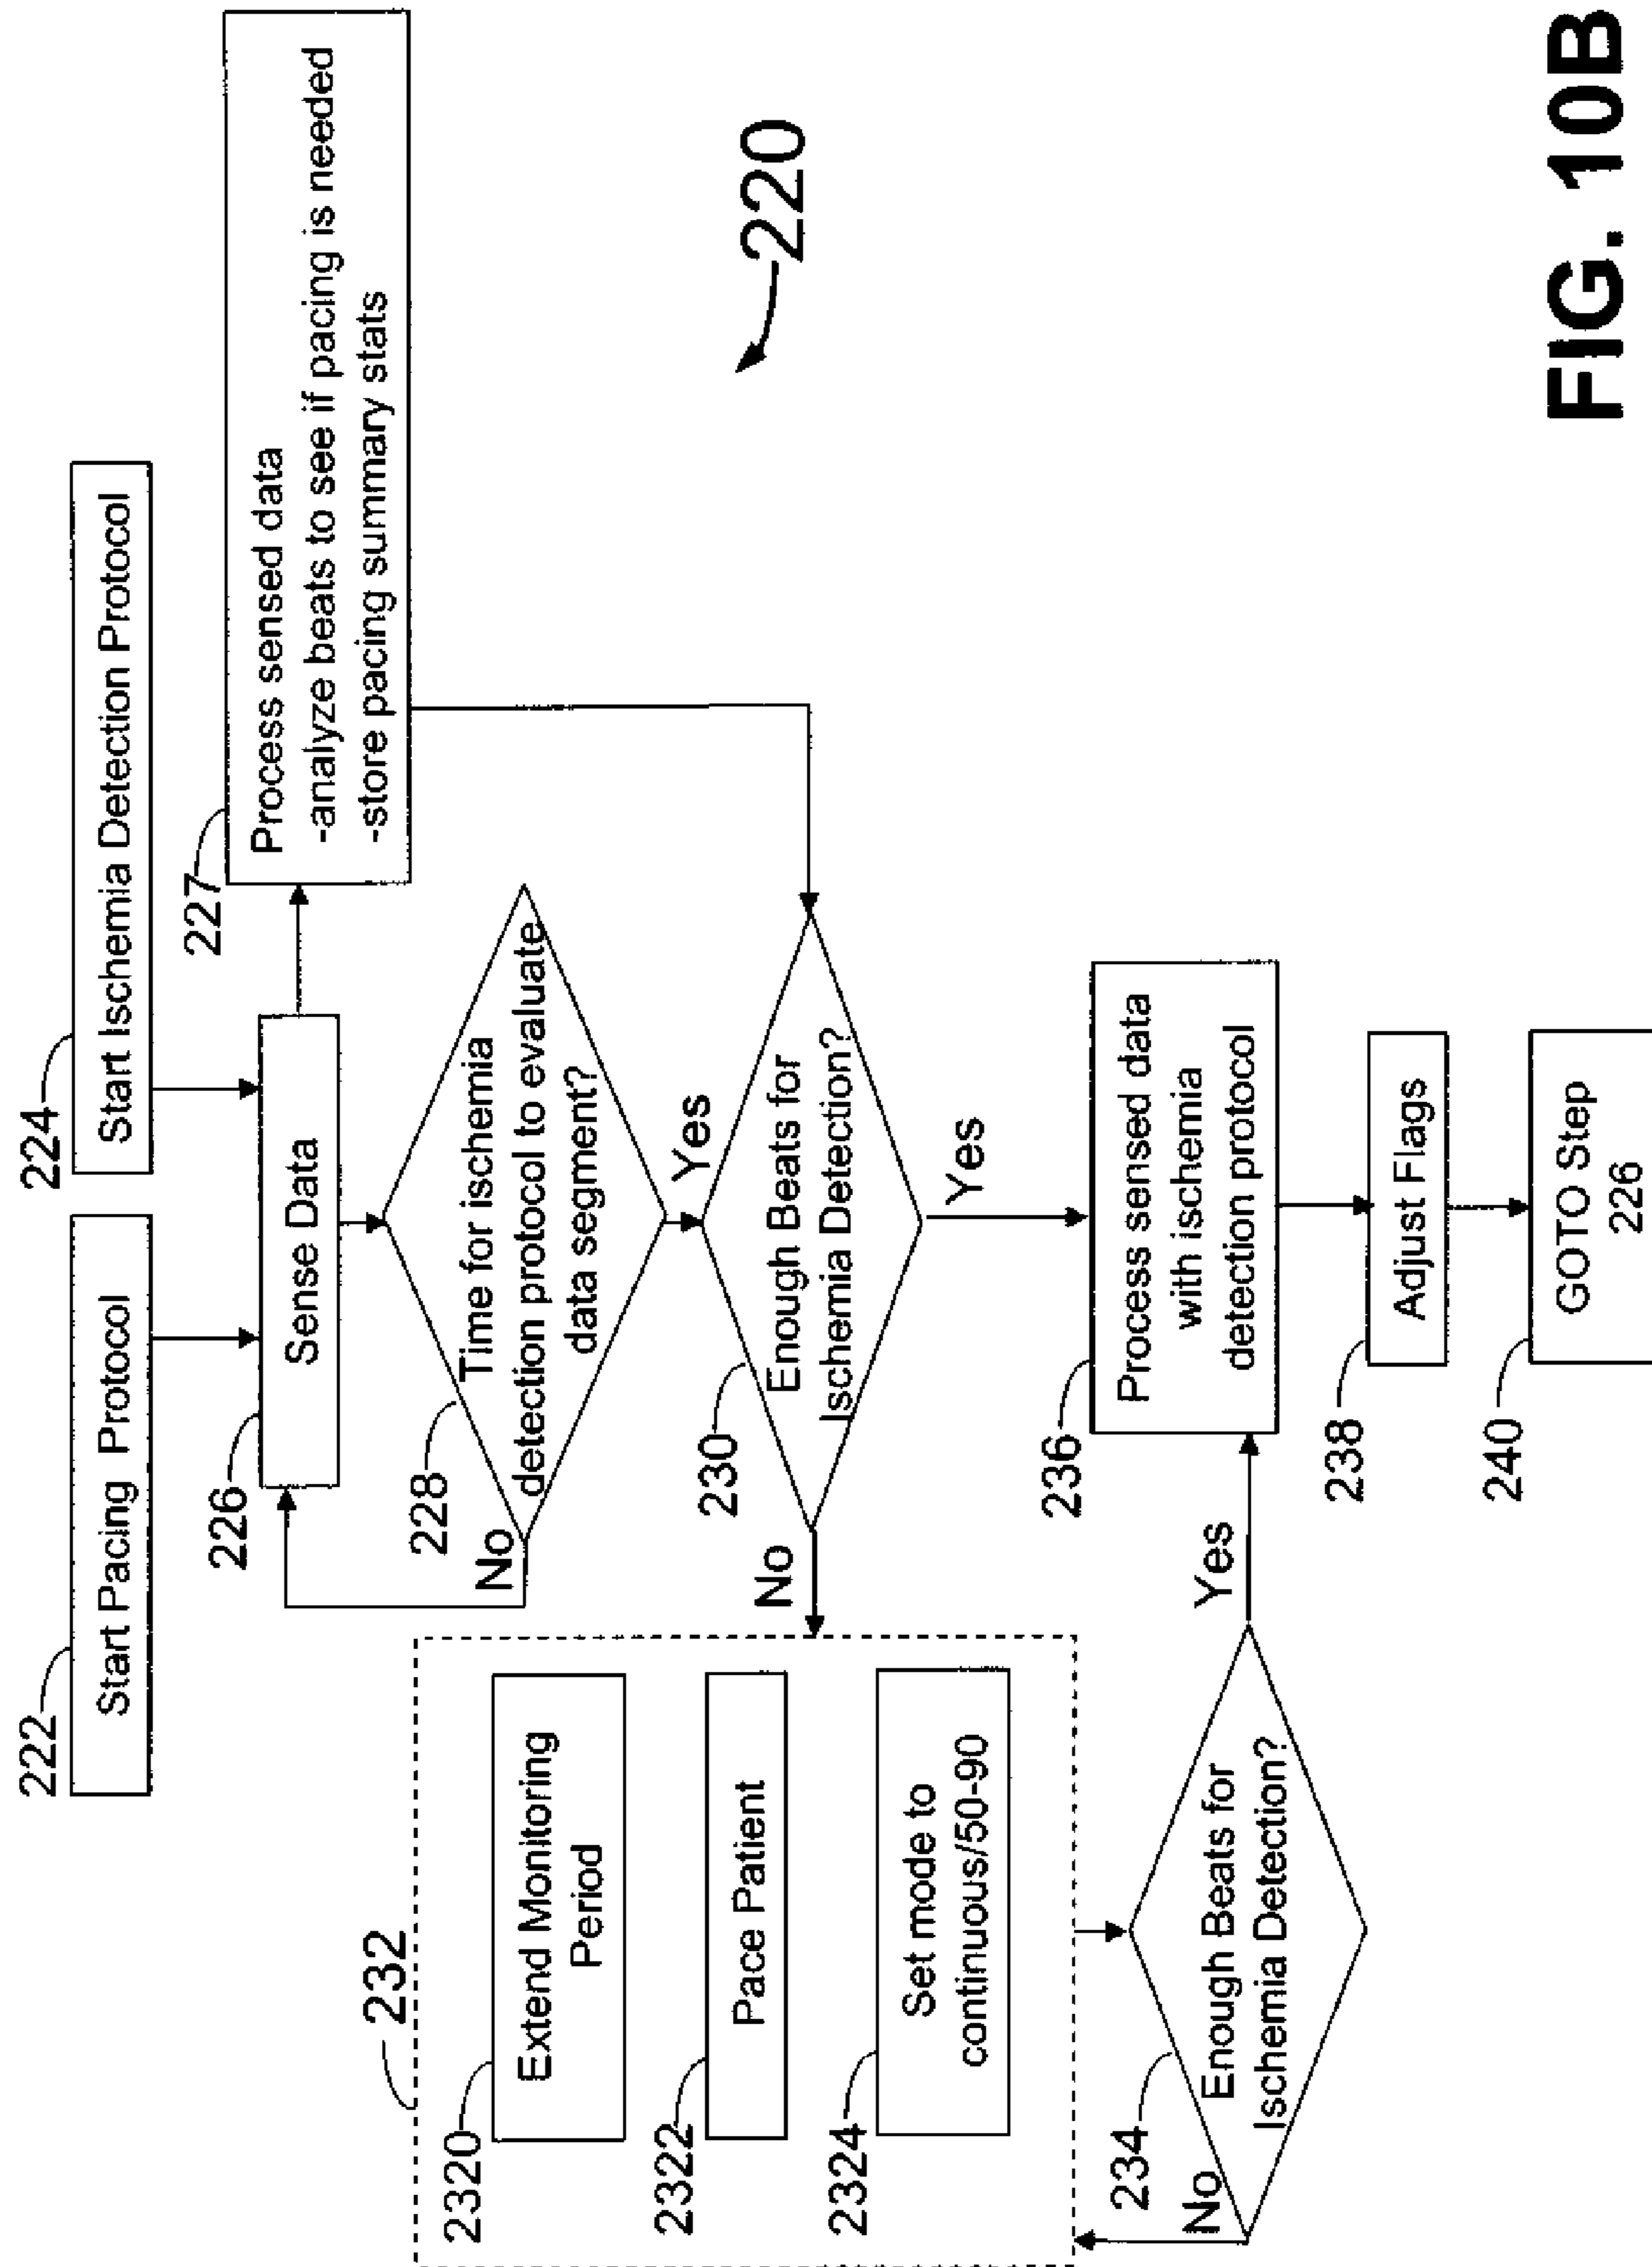 222
Start Pacing Protocol
224
Start Ischemia Detection Protocol
226
Sense Data
227
Process sensed data
-analyze beats to see if pacing is needed
-store pacing summary stats
228
Time for ischemia
detection protocol to evaluate
data segment?
No
Yes
220
230
Enough Beats for
Ischemia Detection?
No
Yes
232
2320
Extend Monitoring
Period
2322
Pace Patient
2324
Set mode to
continuous/50-90
234
Enough Beats for
Ischemia Detection?
No
Yes
236
Process sensed data
with ischemia
detection protocol
238
Adjust Flags
240
GOTO Step
226
FIG. 10B